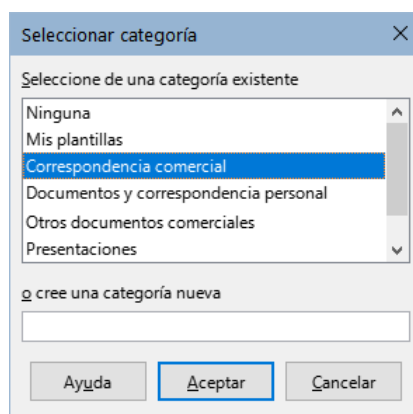 Seleccionar categoría
Seleccione de una categoría existente
Ninguna
Mis plantillas
Correspondencia comercial
Documentos y correspondencia personal
Otros documentos comerciales
Presentaciones
o cree una categoría nueva
Ayuda Aceptar Cancelar